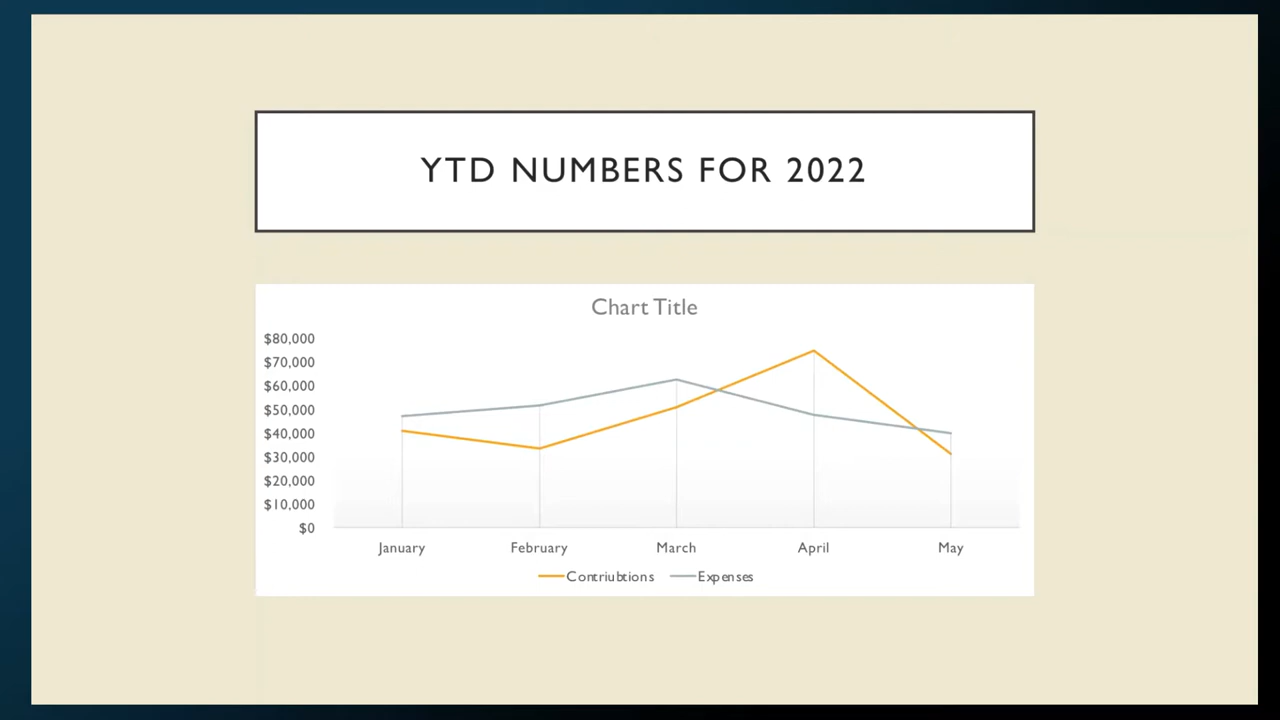 YTD NUMBERS FOR 2022
Chart Title
$80,000
$70,000
$60,000
$50,000
$40,000
$30,000
$20,000
$10,000
$0
January February March April May
Contriubtions Expenses